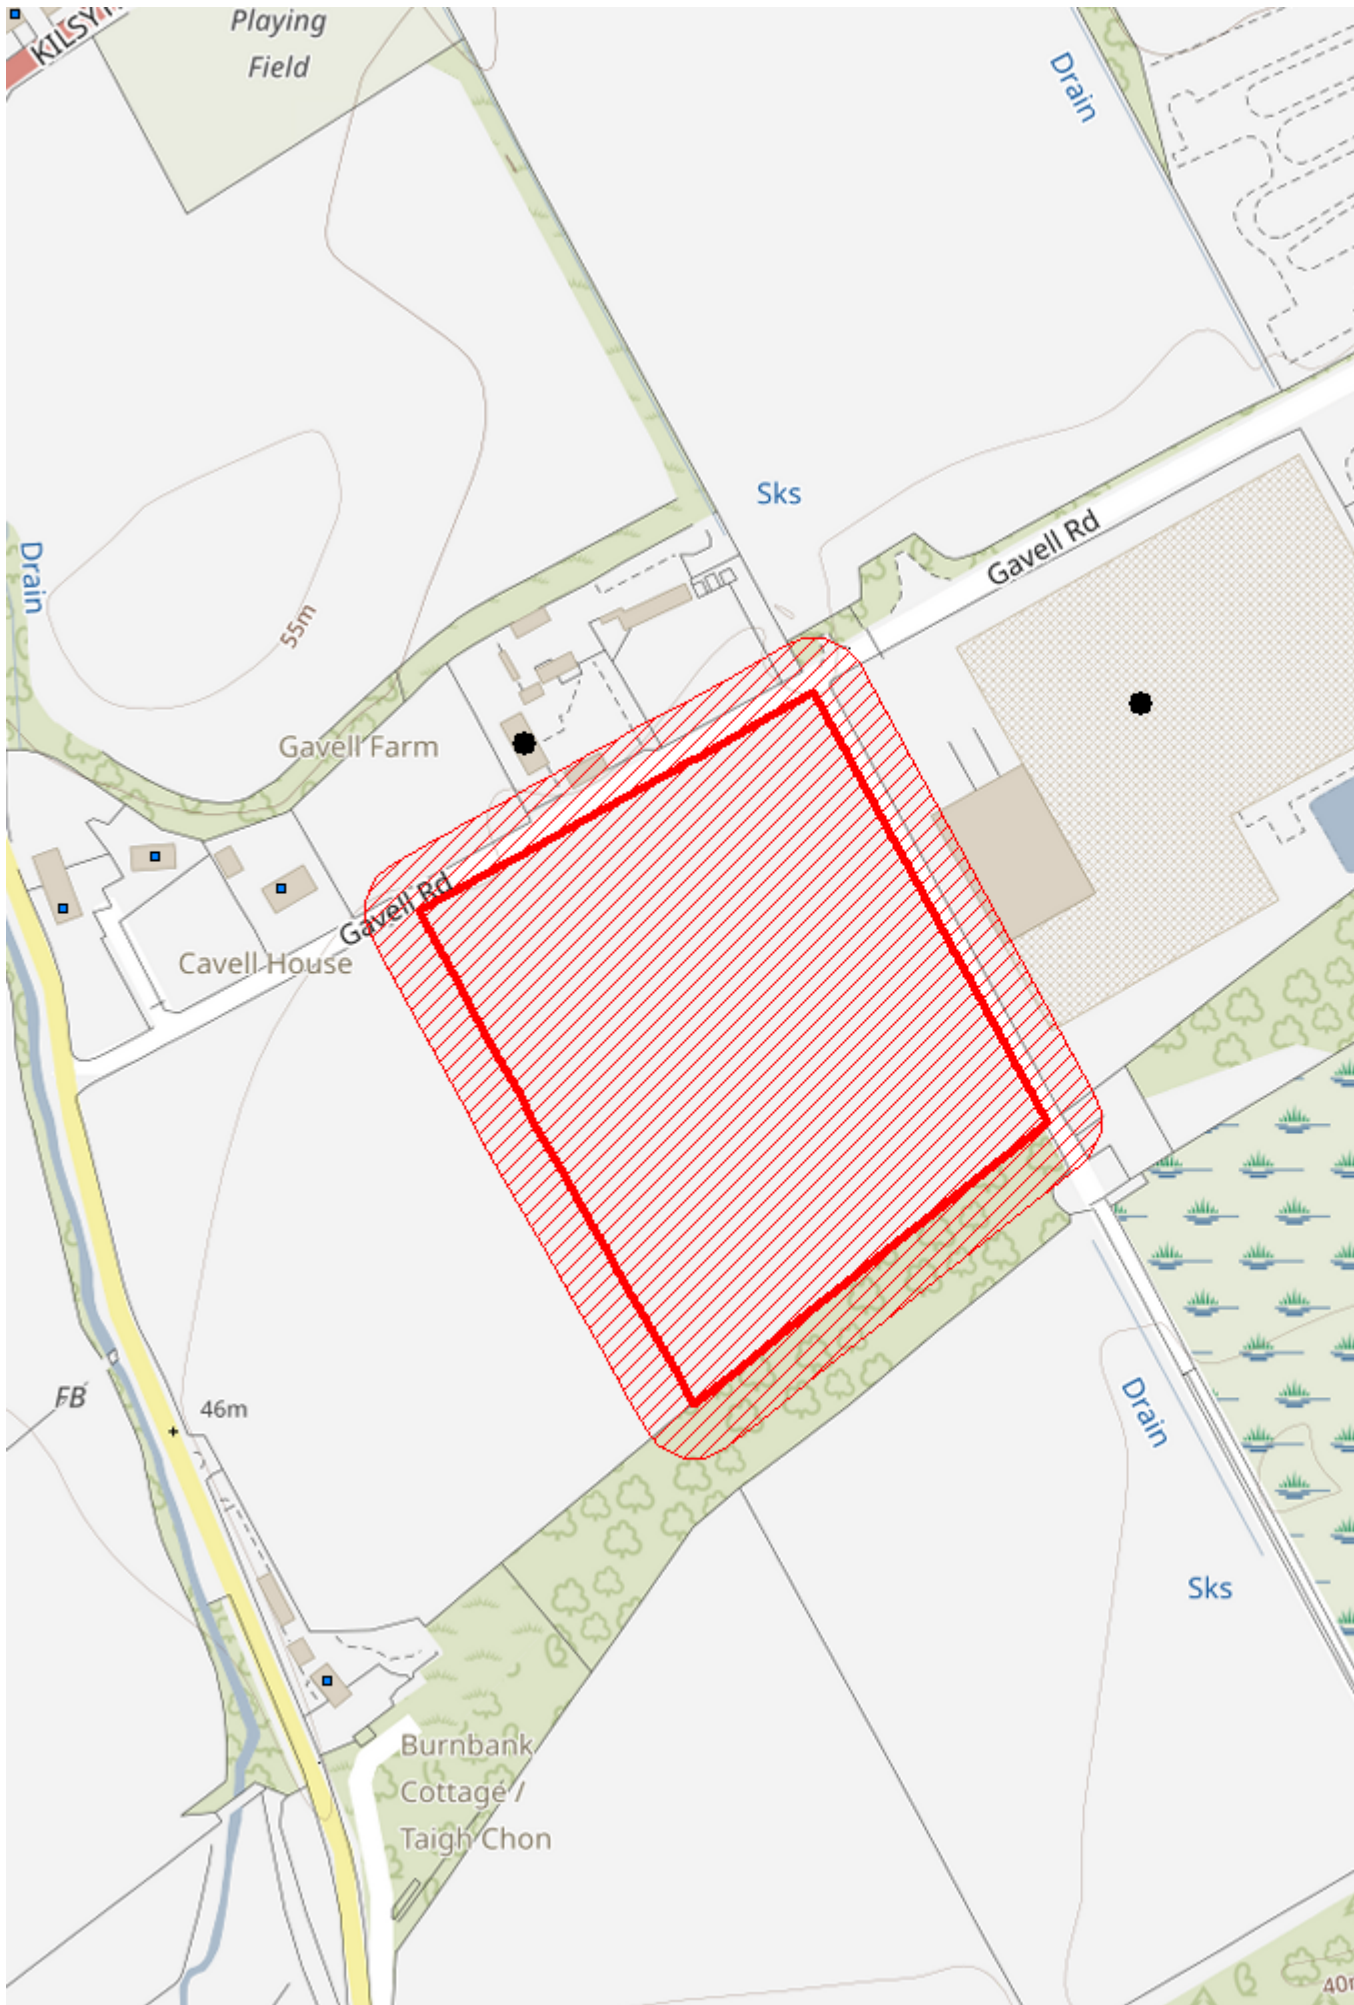 Playing
Field
KILSYTH
Drain
Sks
Gavell Rd
Drain
55m
Gavell Farm
Gavell Rd
Cavell House
FB
46m
Drain
Sks
Burnbank
Cottage /
Taigh Chon